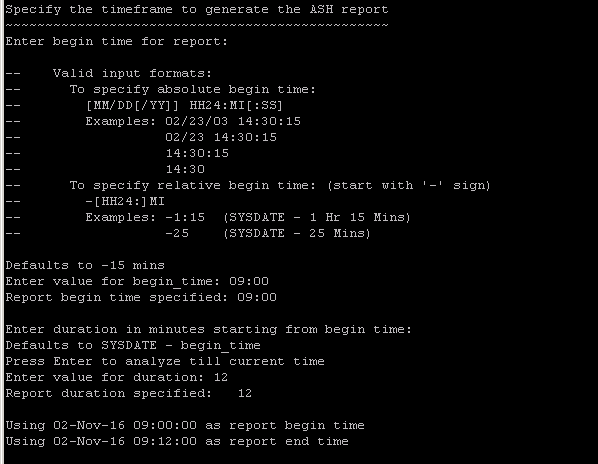 Specify the timeframe to generate the ASH report
~~~~~~~~~~~~~~~~~~~~~~~~~~~~~~~~~~~~~~~~~~~~~~~~
Enter begin time for report:
--    Valid input formats:
--      To specify absolute begin time:
--        [MM/DD[/YY]] HH24:MI[:SS]
--        Examples: 02/23/03 14:30:15
--                  02/23 14:30:15
--                  14:30:15
--                  14:30
--      To specify relative begin time: (start with '-' sign)
--        -[HH24:]MI
--        Examples: -1:15  (SYSDATE - 1 Hr 15 Mins)
--                  -25    (SYSDATE - 25 Mins)
Defaults to -15 mins
Enter value for begin_time: 09:00
Report begin time specified: 09:00
Enter duration in minutes starting from begin time:
Defaults to SYSDATE - begin_time
Press Enter to analyze till current time
Enter value for duration: 12
Report duration specified:   12
Using 02-Nov-16 09:00:00 as report begin time
Using 02-Nov-16 09:12:00 as report end time